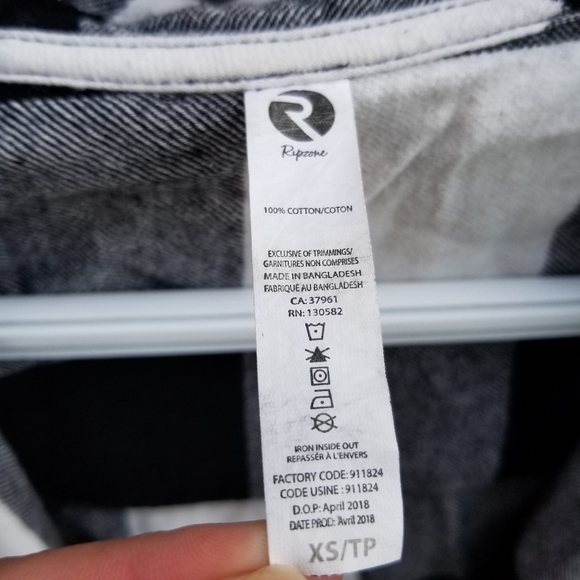 Ripzone
100% COTTON/COTON
EXCLUSIVE OF TRIMMINGS/
GARNITURES NON COMPRISES
MADE IN BANGLADESH
FABRIQUÉ AU BANGLADESH
CA: 37961
RN: 130582
IRON INSIDE OUT
REPASSER À L'ENVERS
FACTORY CODE: 911824
CODE USINE : 911824
D.O.P: April 2018
DATE PROD: Avril 2018
XS/TP